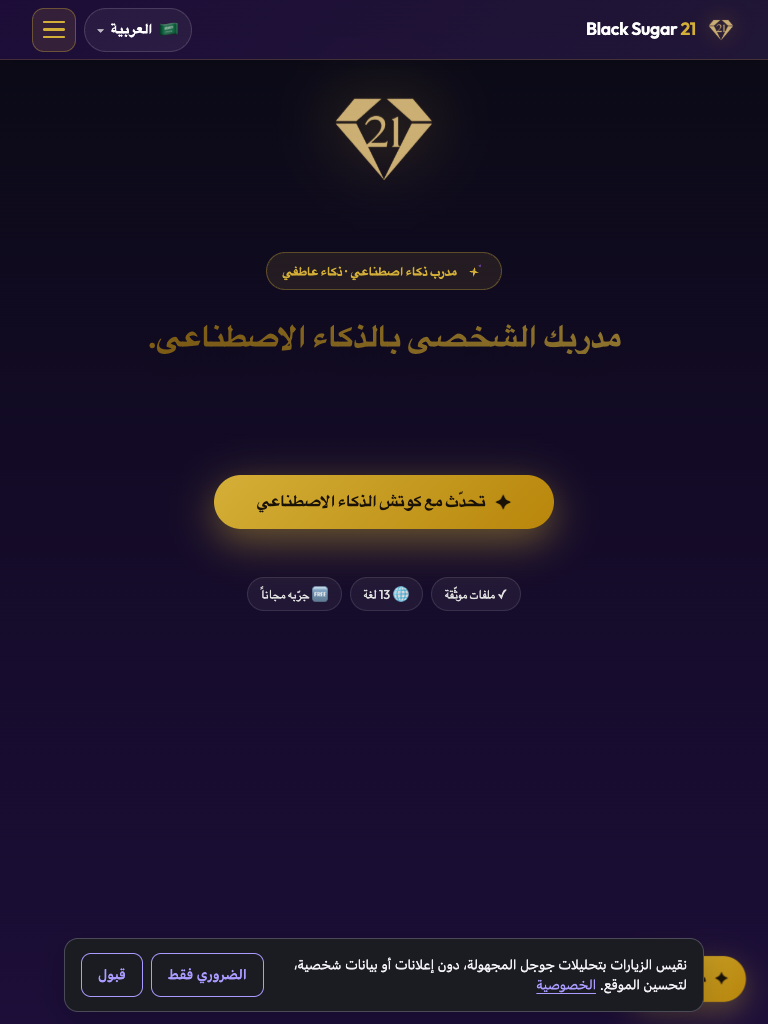 Black Sugar 21
العربية
21
مدرب ذكاء اصطناعي · ذكاء عاطفي
مدربك الشخصي بالذكاء الاصطناعي.
تحدّث مع كوتش الذكاء الاصطناعي
✓ ملفات موثّقة
13 لغة
جرّبه مجاناً
نقيس الزيارات بتحليلات جوجل المجهولة، دون إعلانات أو بيانات شخصية،
لتحسين الموقع. الخصوصية
الضروري فقط
قبول